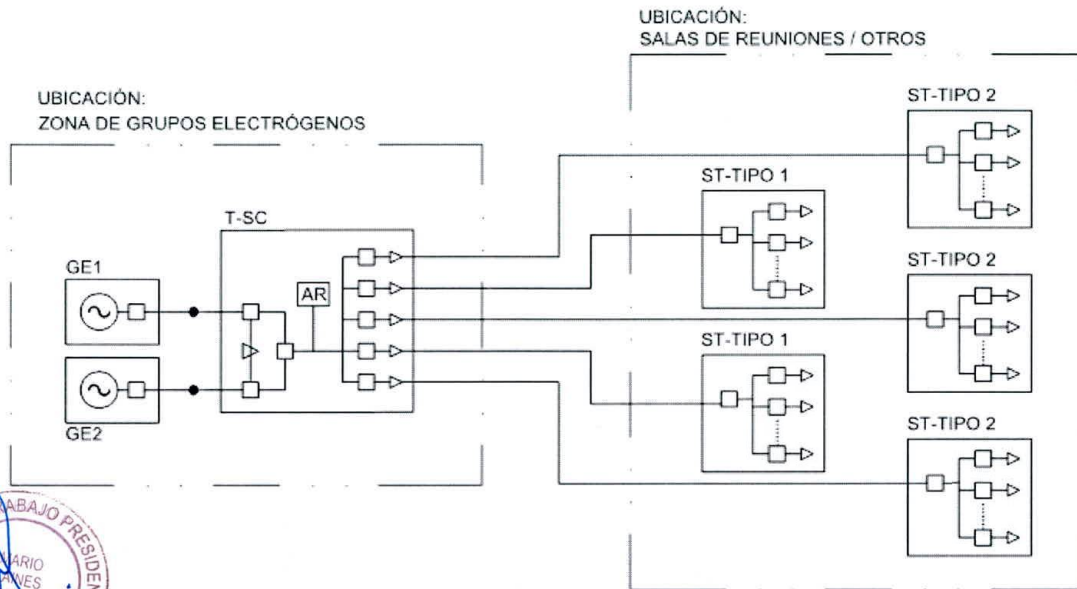 UBICACIÓN:
SALAS DE REUNIONES / OTROS
UBICACIÓN:
ZONA DE GRUPOS ELECTRÓGENOS
ST-TIPO 2
ST-TIPO 1
T-SC
GE1
AR
ST-TIPO 2
ST-TIPO 1
GE2
ST-TIPO 2